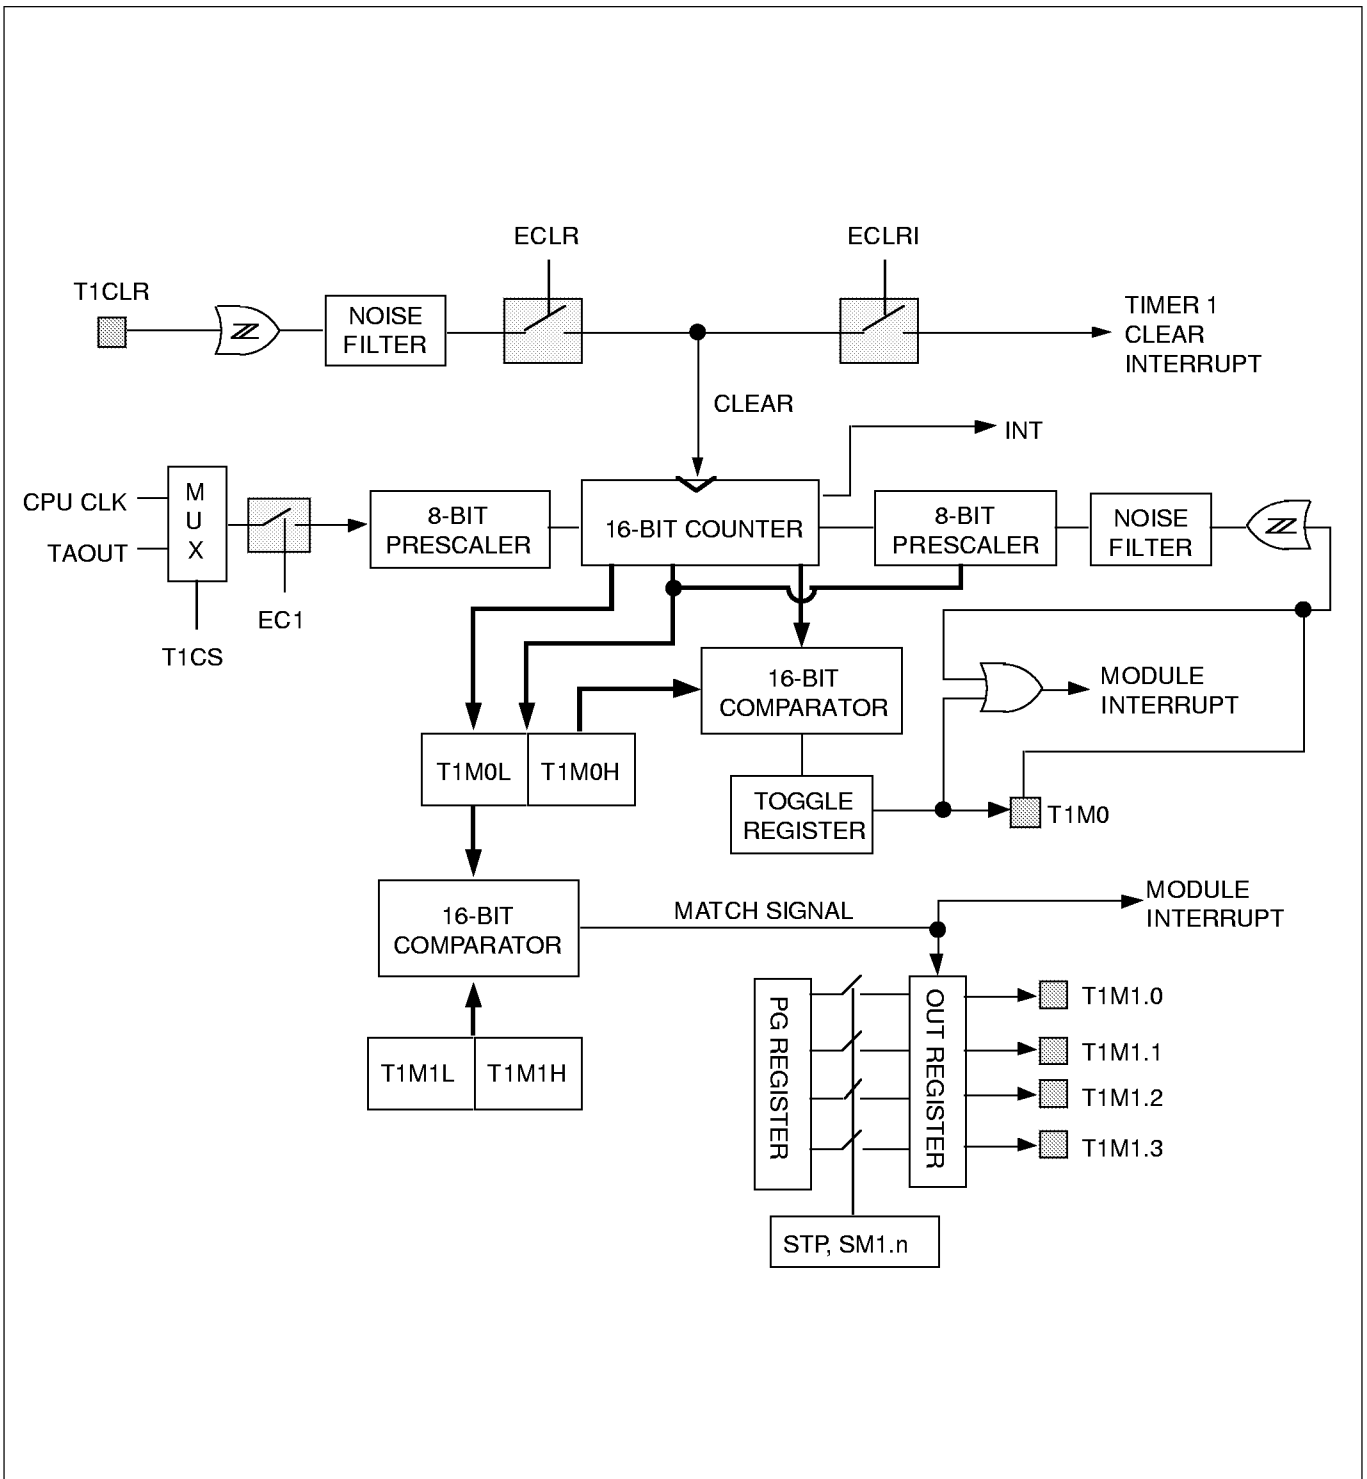 ECLR
ECLRI
T1CLR
NOISE
FILTER
TIMER 1
CLEAR
INTERRUPT
CLEAR
INT
CPU CLK
TAOUT
M
U
X
T1CS
EC1
8-BIT
PRESCALER
16-BIT COUNTER
8-BIT
PRESCALER
NOISE
FILTER
16-BIT
COMPARATOR
MODULE
INTERRUPT
T1M0L
T1M0H
TOGGLE
REGISTER
T1M0
16-BIT
COMPARATOR
MATCH SIGNAL
MODULE
INTERRUPT
T1M1L
T1M1H
PG REGISTER
OUT REGISTER
T1M1.0
T1M1.1
T1M1.2
T1M1.3
STP, SM1.n